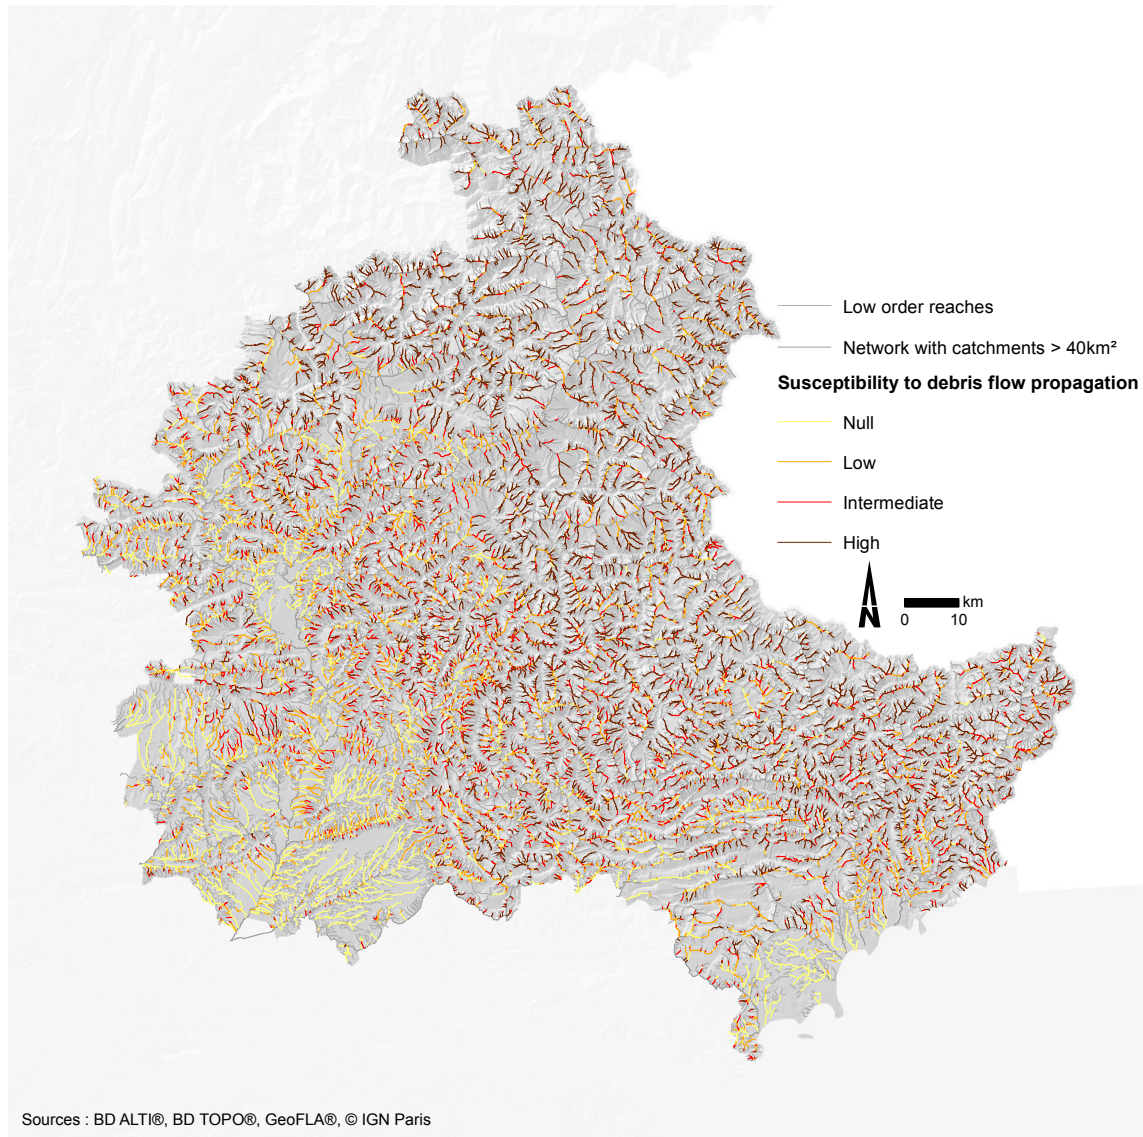 Low order reaches
Network with catchments > 40km²
Susceptibility to debris flow propagation
Null
Low
Intermediate
High
N
km
0 10
Sources : BD ALTI®, BD TOPO®, GeoFLA®, © IGN Paris